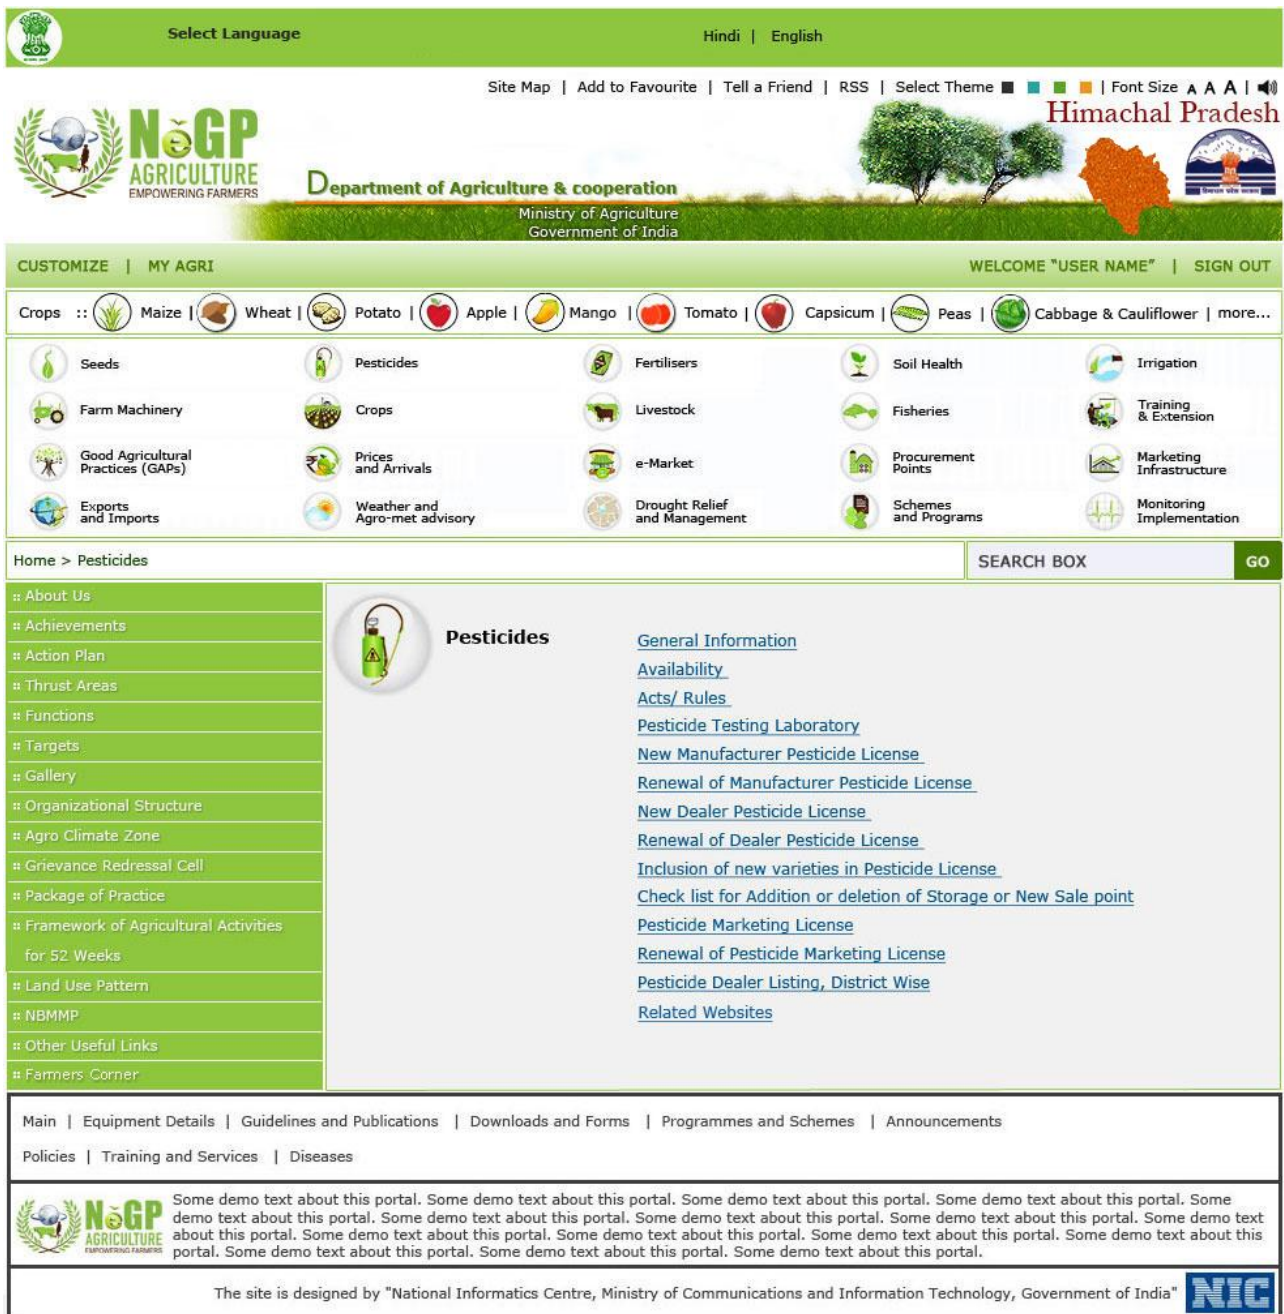 Select Language
Hindi | English
Site Map | Add to Favourite | Tell a Friend | RSS | Select Theme | Font Size A A A |
Himachal Pradesh
NeGP
AGRICULTURE
EMPOWERING FARMERS
Department of Agriculture & cooperation
Ministry of Agriculture
Government of India
CUSTOMIZE | MY AGRI
WELCOME "USER NAME" | SIGN OUT
Crops :: Maize | Wheat | Potato | Apple | Mango | Tomato | Capsicum | Peas | Cabbage & Cauliflower | more...
Seeds
Pesticides
Fertilisers
Soil Health
Irrigation
Farm Machinery
Crops
Livestock
Fisheries
Training
& Extension
Good Agricultural
Practices (GAPs)
Prices
and Arrivals
e-Market
Procurement
Points
Marketing
Infrastructure
Exports
and Imports
Weather and
Agro-met advisory
Drought Relief
and Management
Schemes
and Programs
Monitoring
Implementation
Home > Pesticides
SEARCH BOX GO
:: About Us
:: Achievements
:: Action Plan
:: Thrust Areas
:: Functions
:: Targets
:: Gallery
:: Organizational Structure
:: Agro Climate Zone
:: Grievance Redressal Cell
:: Package of Practice
:: Framework of Agricultural Activities
for 52 Weeks
:: Land Use Pattern
:: NBMMP
:: Other Useful Links
:: Farmers Corner
Pesticides
General Information
Availability
Acts/ Rules
Pesticide Testing Laboratory
New Manufacturer Pesticide License
Renewal of Manufacturer Pesticide License
New Dealer Pesticide License
Renewal of Dealer Pesticide License
Inclusion of new varieties in Pesticide License
Check list for Addition or deletion of Storage or New Sale point
Pesticide Marketing License
Renewal of Pesticide Marketing License
Pesticide Dealer Listing, District Wise
Related Websites
Main | Equipment Details | Guidelines and Publications | Downloads and Forms | Programmes and Schemes | Announcements
Policies | Training and Services | Diseases
NeGP
AGRICULTURE
EMPOWERING FARMERS
Some demo text about this portal. Some demo text about this portal. Some demo text about this portal. Some demo text about this portal. Some
demo text about this portal. Some demo text about this portal. Some demo text about this portal. Some demo text about this portal. Some demo text
about this portal. Some demo text about this portal. Some demo text about this portal. Some demo text about this portal. Some demo text about this
portal. Some demo text about this portal. Some demo text about this portal. Some demo text about this portal.
The site is designed by "National Informatics Centre, Ministry of Communications and Information Technology, Government of India"
NIC